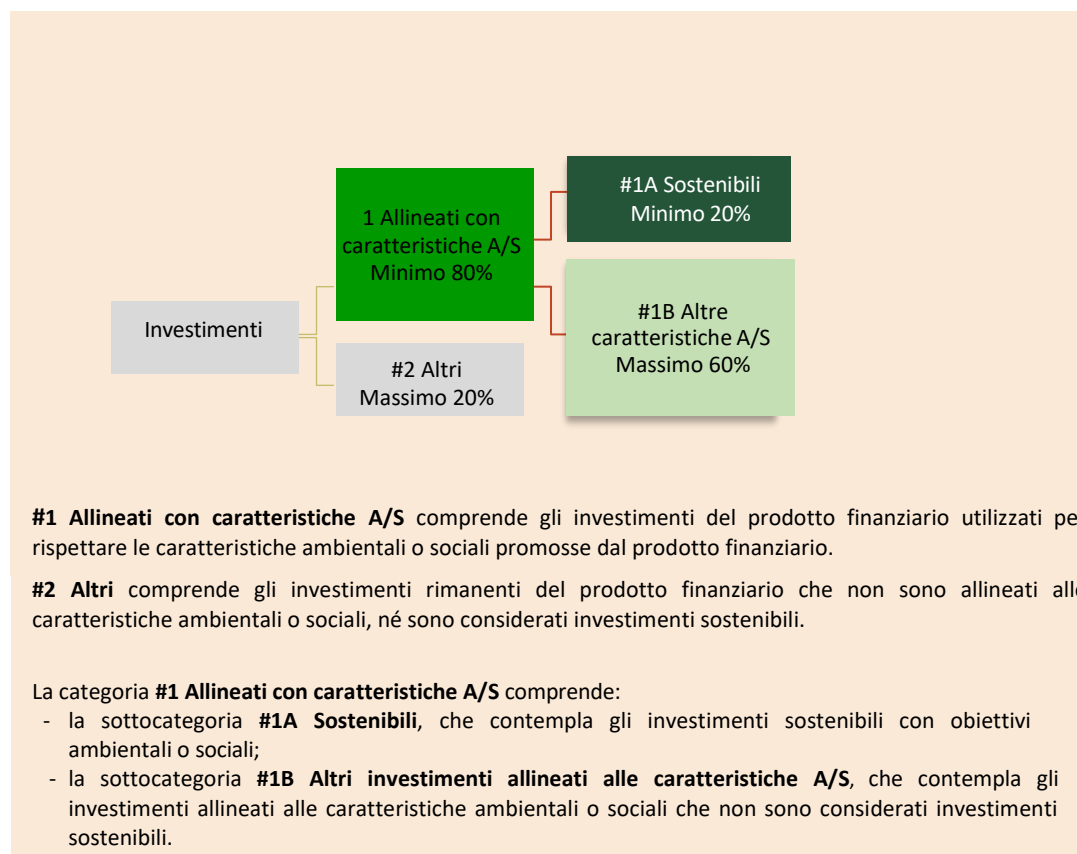 #1A Sostenibili
Minimo 20%
1 Allineati con
caratteristiche A/S
Minimo 80%
#1B Altre
caratteristiche A/S
Massimo 60%
Investimenti
#2 Altri
Massimo 20%
#1 Allineati con caratteristiche A/S comprende gli investimenti del prodotto finanziario utilizzati pe
rispettare le caratteristiche ambientali o sociali promosse dal prodotto finanziario.
#2 Altri comprende gli investimenti rimanenti del prodotto finanziario che non sono allineati all
caratteristiche ambientali o sociali, né sono considerati investimenti sostenibili.
La categoria #1 Allineati con caratteristiche A/S comprende:
- la sottocategoria #1A Sostenibili, che contempla gli investimenti sostenibili con obiettivi
ambientali o sociali;
- la sottocategoria #1B Altri investimenti allineati alle caratteristiche A/S, che contempla gli
investimenti allineati alle caratteristiche ambientali o sociali che non sono considerati investimenti
sostenibili.